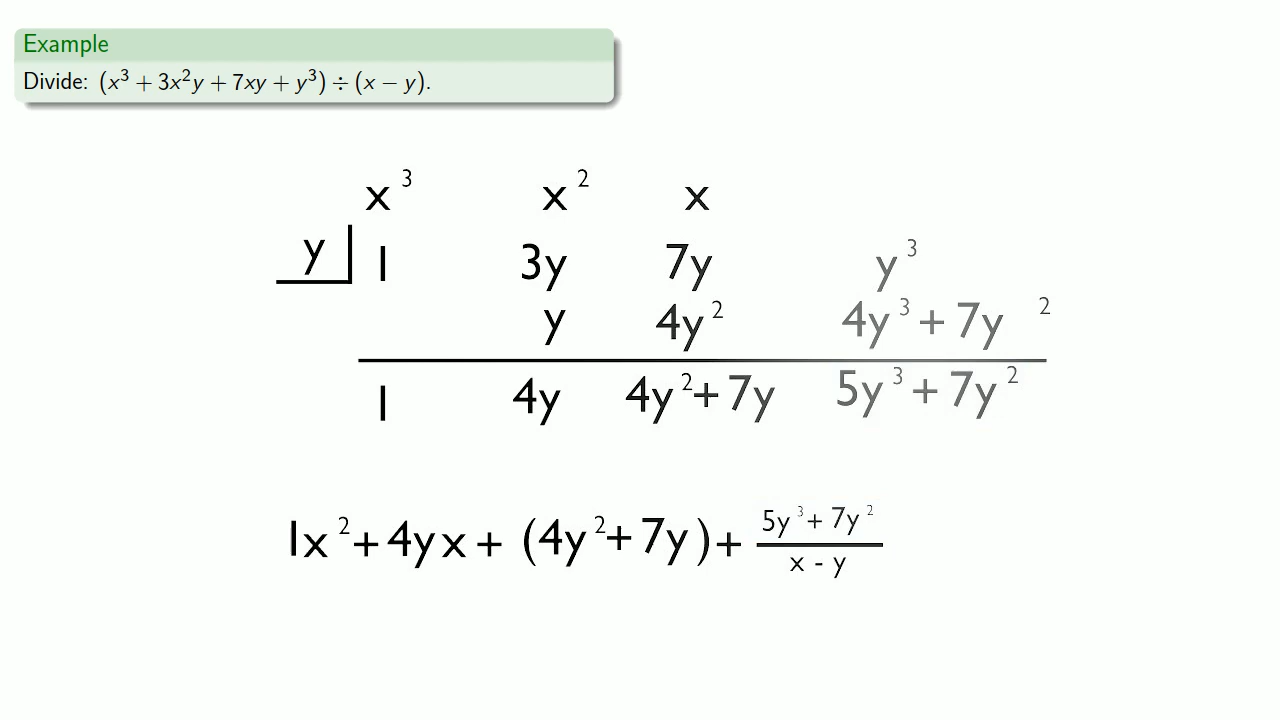 Example
Divide: (x³ + 3x²y + 7xy + y³) ÷ (x − y).
x³ x² x
y 1 3y 7y y³
y 4y² 4y³ + 7y²
1 4y 4y² + 7y 5y³ + 7y²
5y³ + 7y²
1x² + 4yx + (4y² + 7y) +
x - y